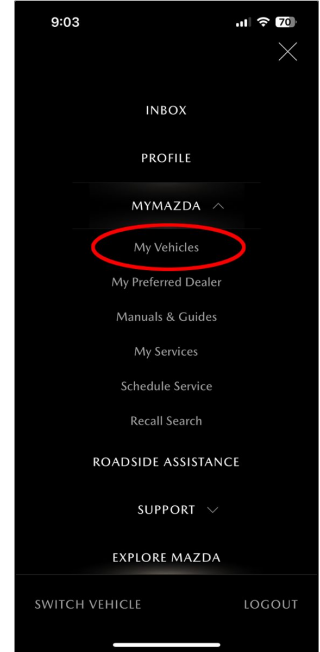 9:03
70
INBOX
PROFILE
MYMAZDA
My Vehicles
My Preferred Dealer
Manuals & Guides
My Services
Schedule Service
Recall Search
ROADSIDE ASSISTANCE
SUPPORT
EXPLORE MAZDA
SWITCH VEHICLE LOGOUT